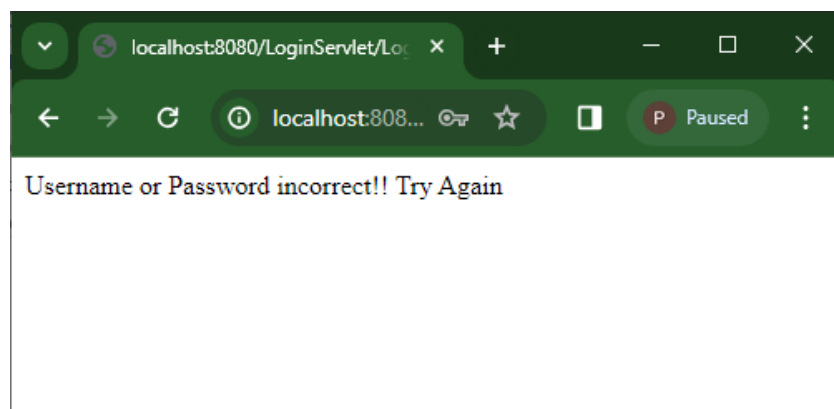 localhost:8080/LoginServlet/Log
localhost:808...
P Paused
Username or Password incorrect!! Try Again